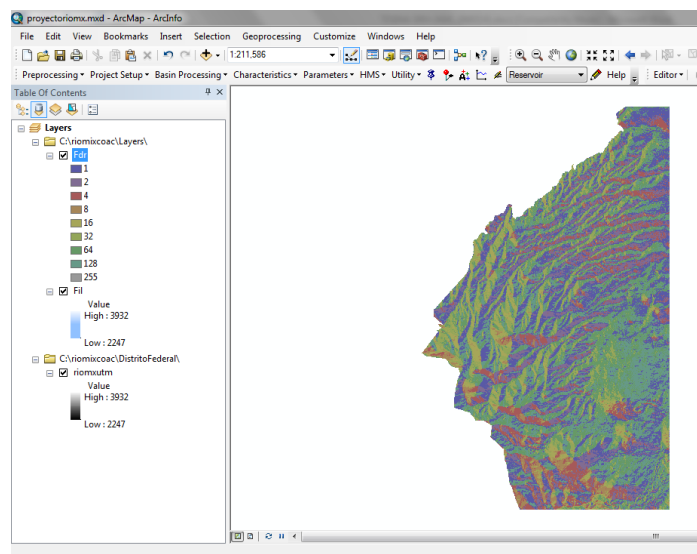 proyectoriomx.mxd - ArcMap - ArcInfo
File Edit View Bookmarks Insert Selection Geoprocessing Customize Windows Help
1:211,586
Preprocessing Project Setup Basin Processing Characteristics Parameters HMS Utility Reservoir Help Editor
Table Of Contents
Layers
C:\riomixcoac\Layers\
Fdr
1
2
4
8
16
32
64
128
255
Fil
Value
High : 3932
Low : 2247
C:\riomixcoac\DistritoFederal\
riomxutm
Value
High : 3932
Low : 2247